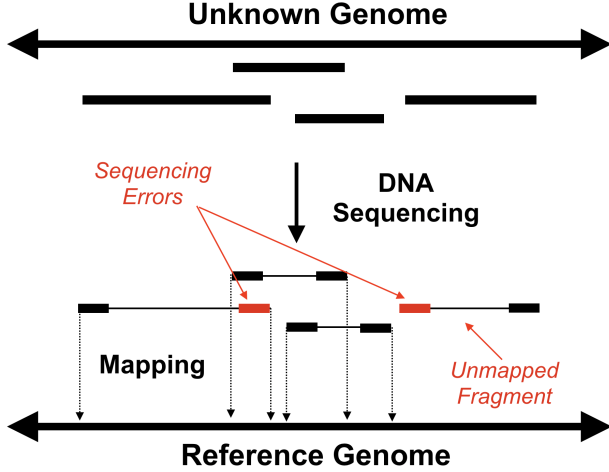 Unknown Genome
Sequencing
Errors
DNA
Sequencing
Mapping
Unmapped
Fragment
Reference Genome